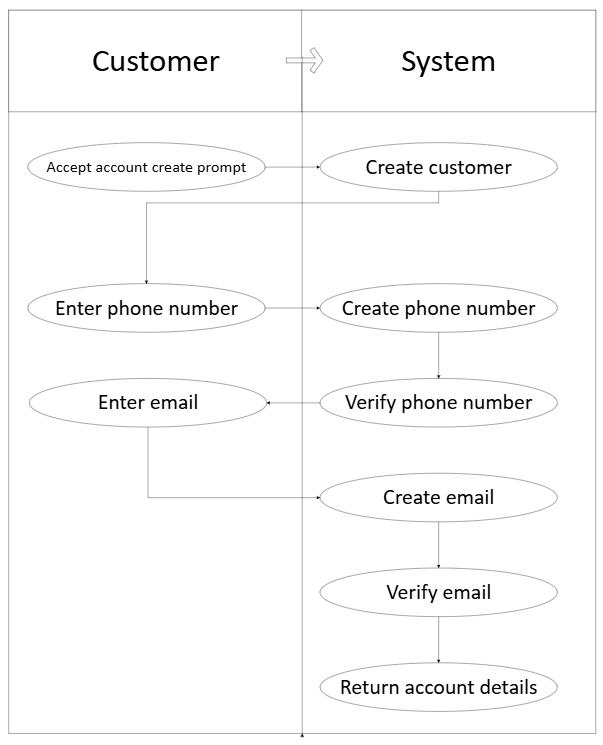 Customer
System
Accept account create prompt
Create customer
Enter phone number
Create phone number
Enter email
Verify phone number
Create email
Verify email
Return account details